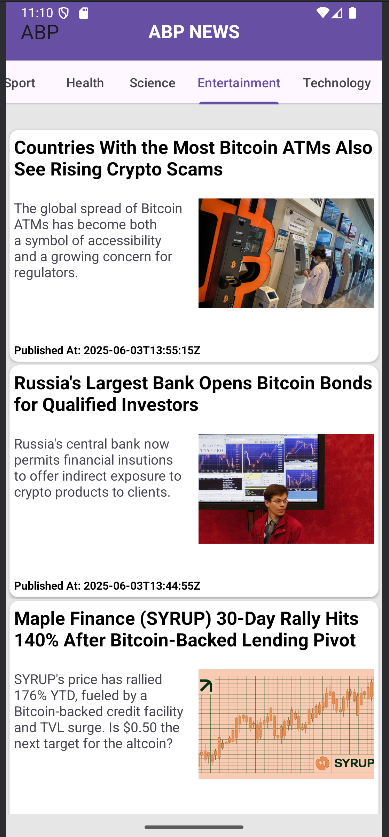 11:10
ABP
ABP NEWS
Sport Health Science Entertainment Technology
Countries With the Most Bitcoin ATMs Also
See Rising Crypto Scams
The global spread of Bitcoin
ATMs has become both
a symbol of accessibility
and a growing concern for
regulators.
Published At: 2025-06-03T13:55:15Z
Russia's Largest Bank Opens Bitcoin Bonds
for Qualified Investors
Russia's central bank now
permits financial insutions
to offer indirect exposure to
crypto products to clients.
Published At: 2025-06-03T13:44:55Z
Maple Finance (SYRUP) 30-Day Rally Hits
140% After Bitcoin-Backed Lending Pivot
SYRUP's price has rallied
176% YTD, fueled by a
Bitcoin-backed credit facility
and TVL surge. Is $0.50 the
next target for the altcoin?
SYRUP